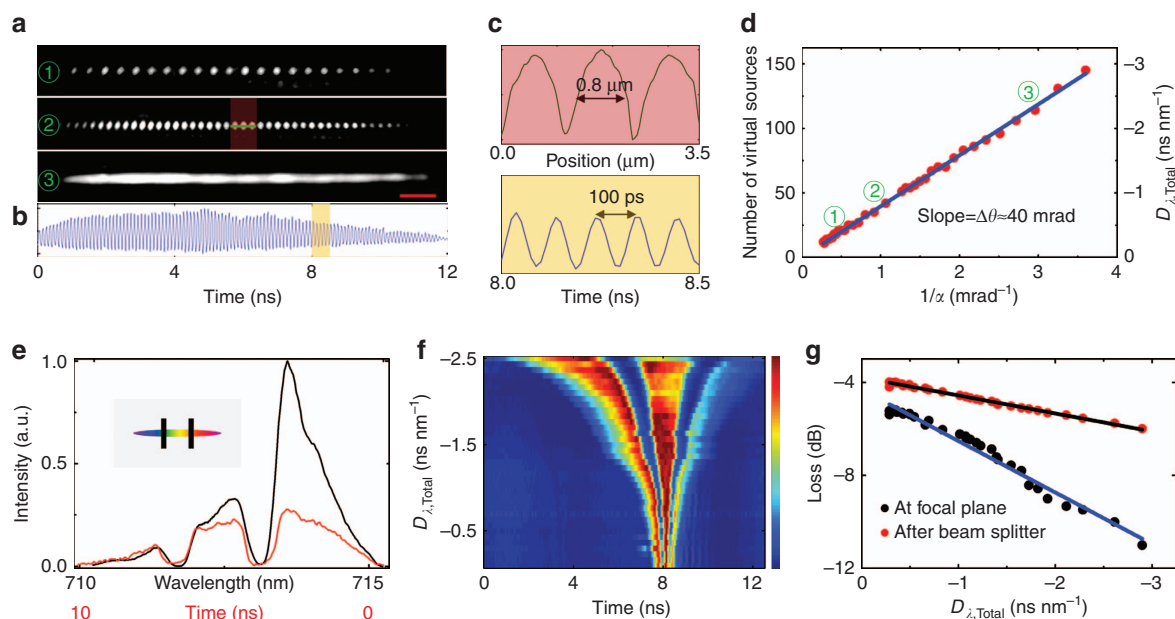 a
①
②
③
b
0 4 8 12
Time (ns)
c
0.8 μm
0.0 3.5
Position (μm)
100 ps
8.0 8.5
Time (ns)
d
Number of virtual sources
150
100
50
0
①
②
③
Slope=Δθ≈40 mrad
0 1 2 3 4
1/α (mrad⁻¹)
–3
–2
–1
0
D λ,Total (ns nm⁻¹)
e
Intensity (a.u.)
1.0
0.5
0.0
710 715
Wavelength (nm)
10 0
Time (ns)
f
D λ,Total (ns nm⁻¹)
–2.5
–1.5
–0.5
0 4 8 12
Time (ns)
g
Loss (dB)
–4
–8
–12
At focal plane
After beam splitter
0 –1 –2 –3
D λ,Total (ns nm⁻¹)